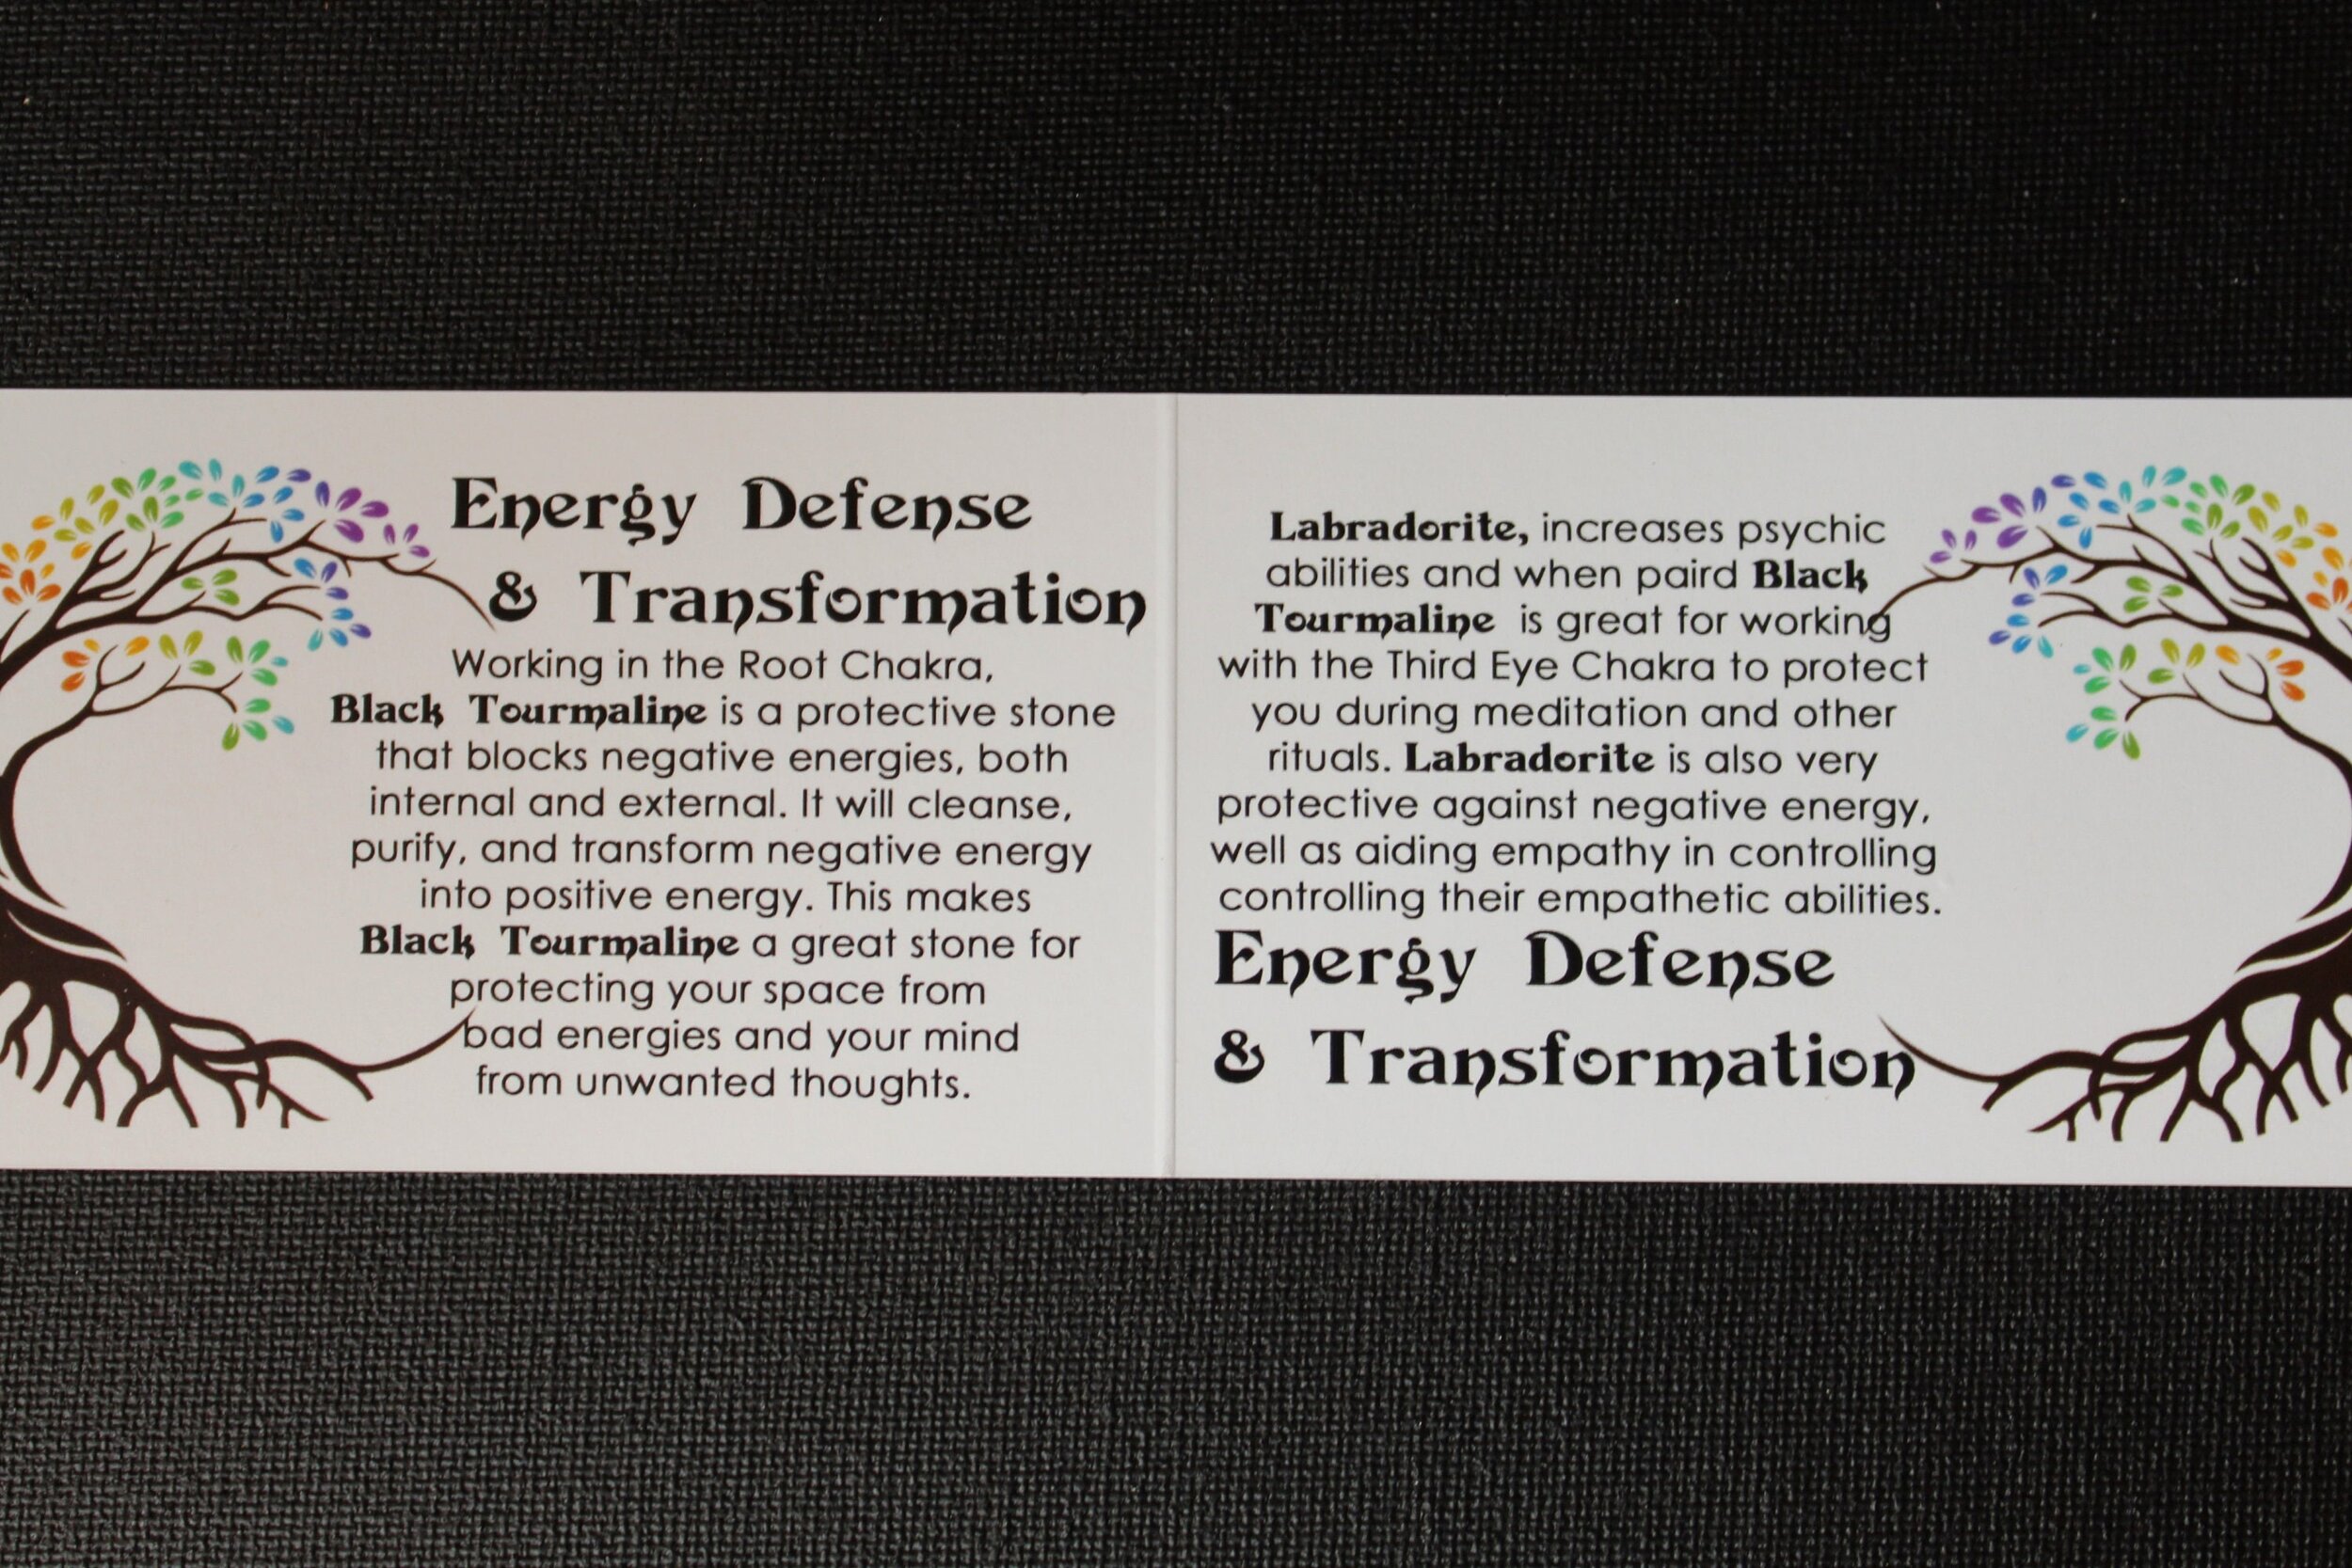 Energy Defense
& Transformation
Working in the Root Chakra,
Black Tourmaline is a protective stone
that blocks negative energies, both
internal and external. It will cleanse,
purify, and transform negative energy
into positive energy. This makes
Black Tourmaline a great stone for
protecting your space from
bad energies and your mind
from unwanted thoughts.
Labradorite, increases psychic
abilities and when paird Black
Tourmaline is great for working
with the Third Eye Chakra to protect
you during meditation and other
rituals. Labradorite is also very
protective against negative energy,
well as aiding empathy in controlling
controlling their empathetic abilities.
Energy Defense
& Transformation